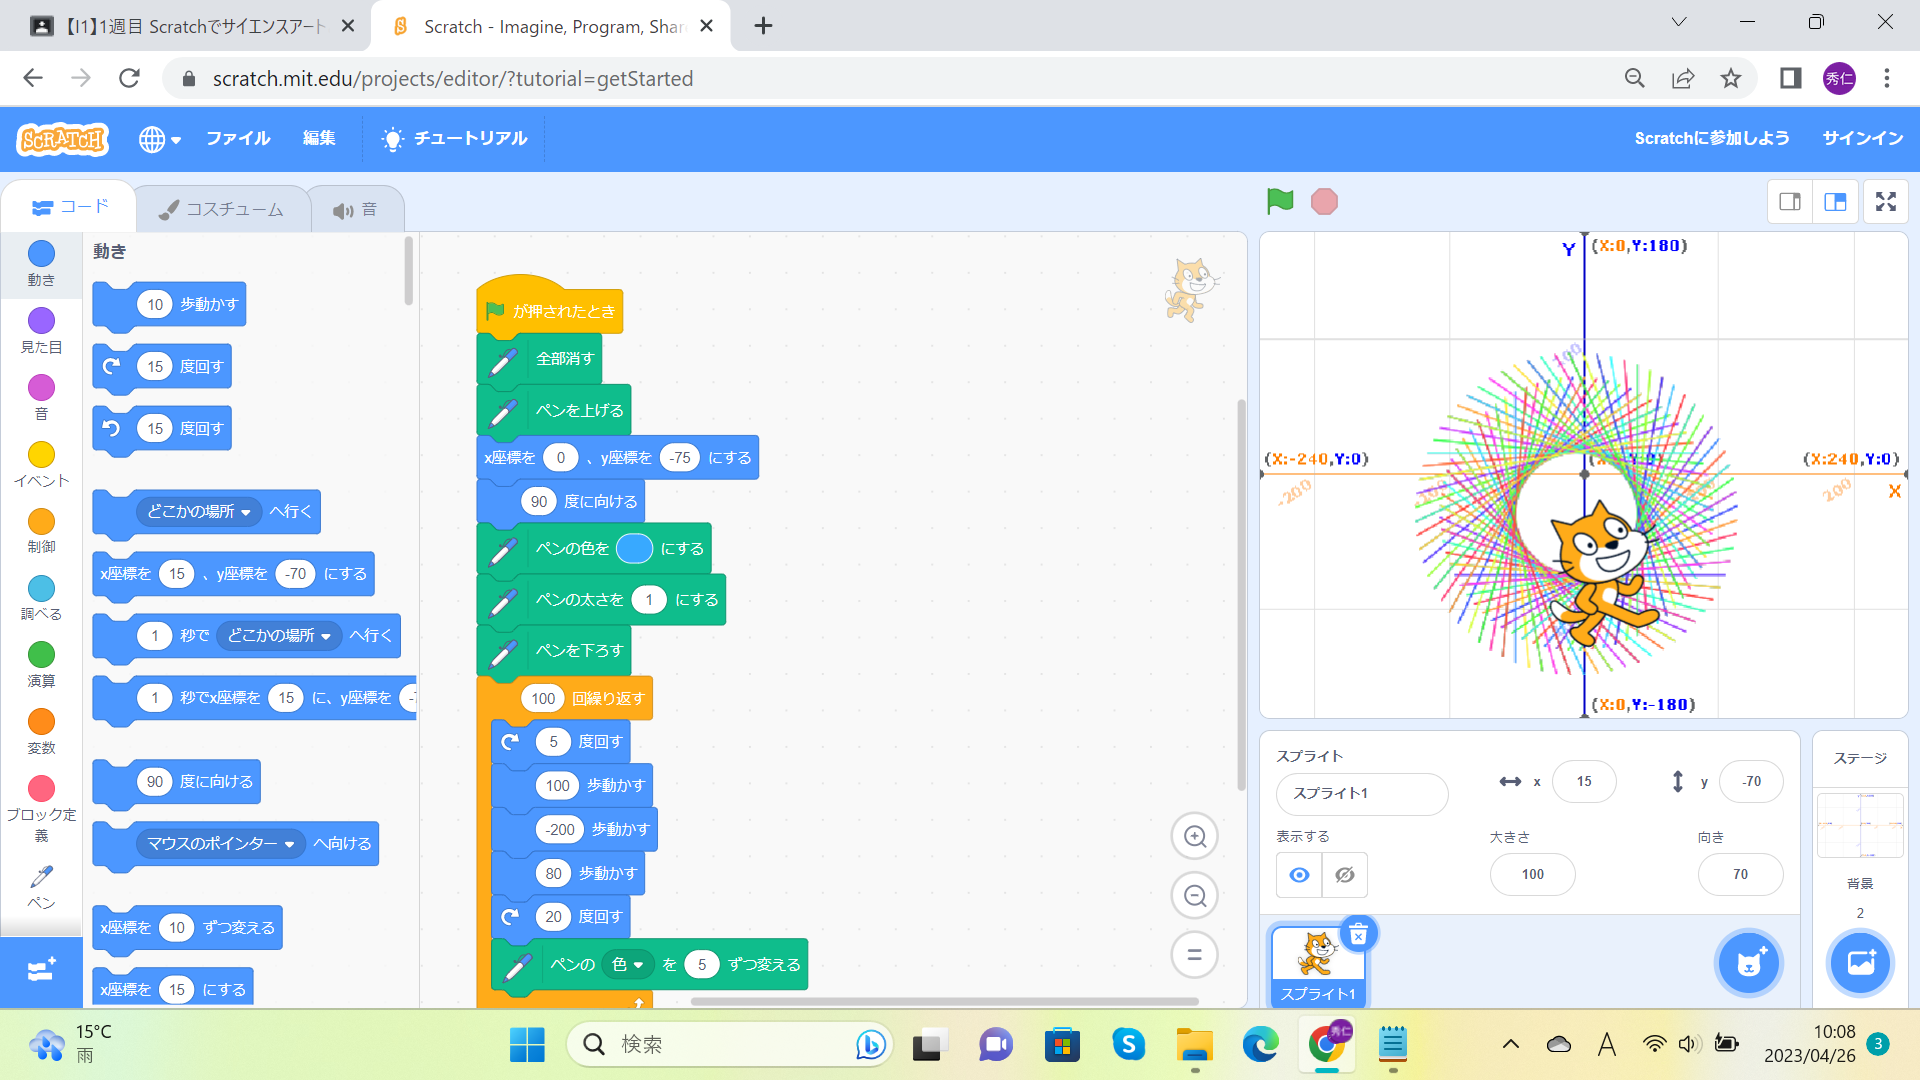 【I1】1週目 Scratchでサイエンスアート
Scratch - Imagine, Program, Shar
scratch.mit.edu/projects/editor/?tutorial=getStarted
秀仁
SCRATCH
ファイル
編集
チュートリアル
Scratchに参加しよう
サインイン
コード
コスチューム
音
動き
見た目
音
イベント
制御
調べる
演算
変数
ブロック定
義
ペン
動き
10 歩動かす
15 度回す
15 度回す
どこかの場所 へ行く
x座標を 15 、y座標を -70 にする
1 秒で どこかの場所 へ行く
1 秒でx座標を 15 に、y座標を
90 度に向ける
マウスのポインター へ向ける
x座標を 10 ずつ変える
x座標を 15 にする
が押されたとき
全部消す
ペンを上げる
x座標を 0 、y座標を -75 にする
90 度に向ける
ペンの色を にする
ペンの太さを 1 にする
ペンを下ろす
100 回繰り返す
5 度回す
100 歩動かす
-200 歩動かす
80 歩動かす
20 度回す
ペンの 色 を 5 ずつ変える
=
Y (X:0,Y:180)
(X:-240,Y:0)
(X:240,Y:0)
-200
200
X
(X:0,Y:-180)
スプライト
スプライト1
x 15
y -70
表示する
大きさ
100
向き
70
スプライト1
ステージ
背景
2
15°C
雨
検索
秀仁
A
10:08
2023/04/26
3